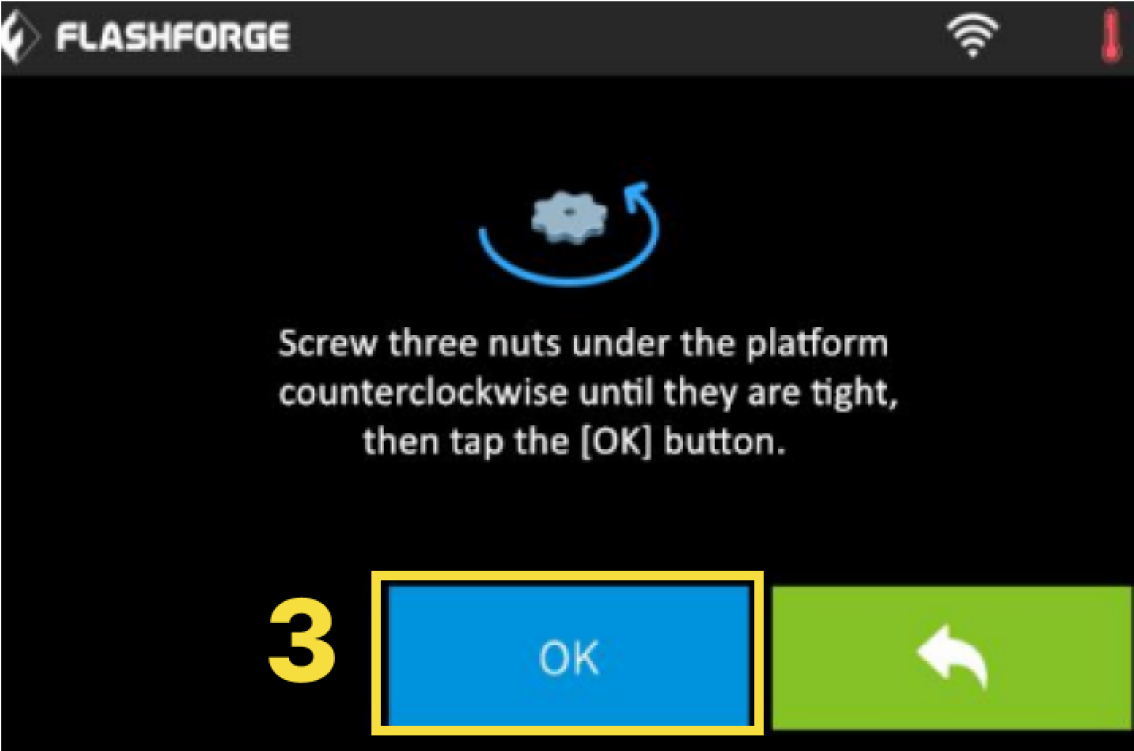 FLASHFORGE
Screw three nuts under the platform
counterclockwise until they are tight,
then tap the [OK] button.
3
OK